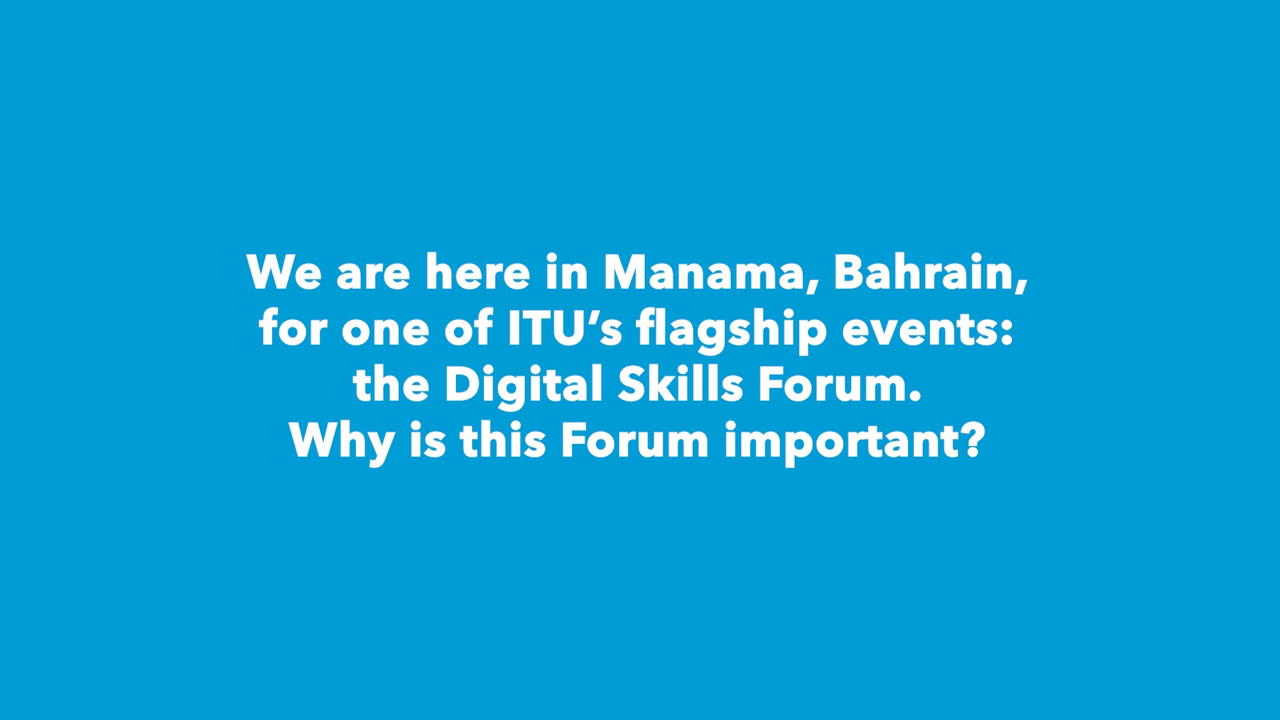 We are here in Manama, Bahrain,
for one of ITU’s flagship events:
the Digital Skills Forum.
Why is this Forum important?